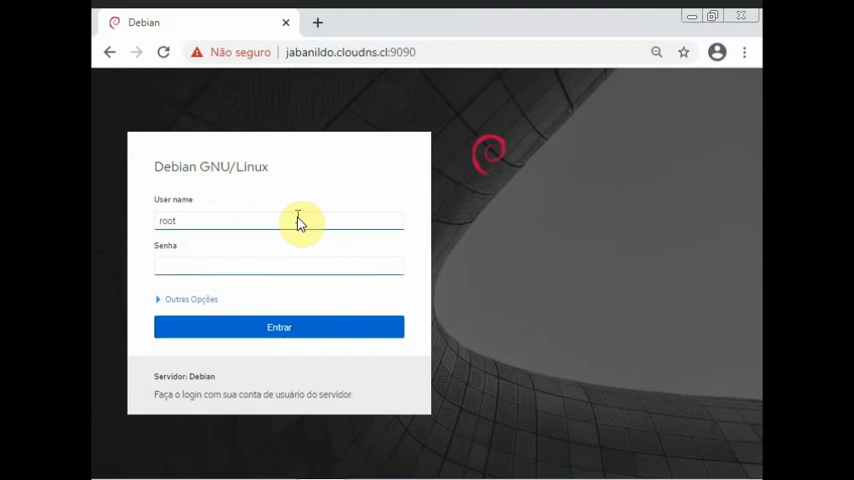 Debian
Não seguro
jabanildo.cloudns.cl:9090
Debian GNU/Linux
User name
root
Senha
Outras Opções
Entrar
Servidor: Debian
Faça o login com sua conta de usuário do servidor.